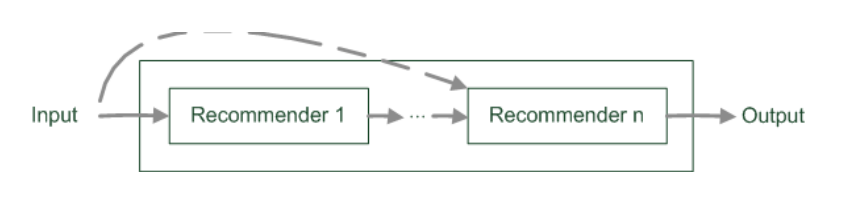 Input
Recommender 1
...
Recommender n
Output